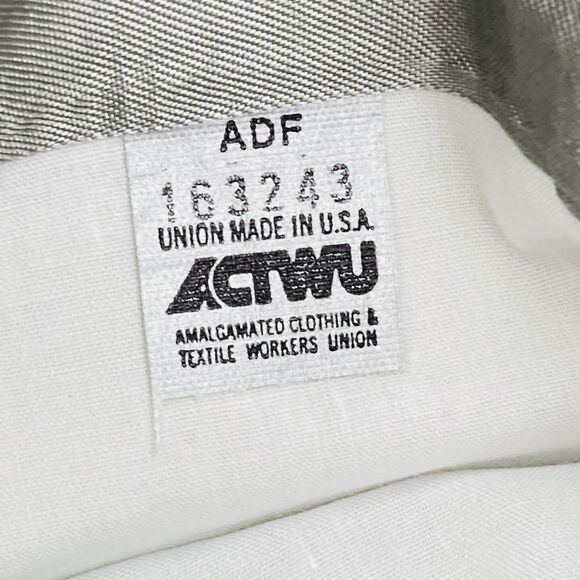 ADF
163243
UNION MADE IN U.S.A.
ACTWU
AMALGAMATED CLOTHING &
TEXTILE WORKERS UNION